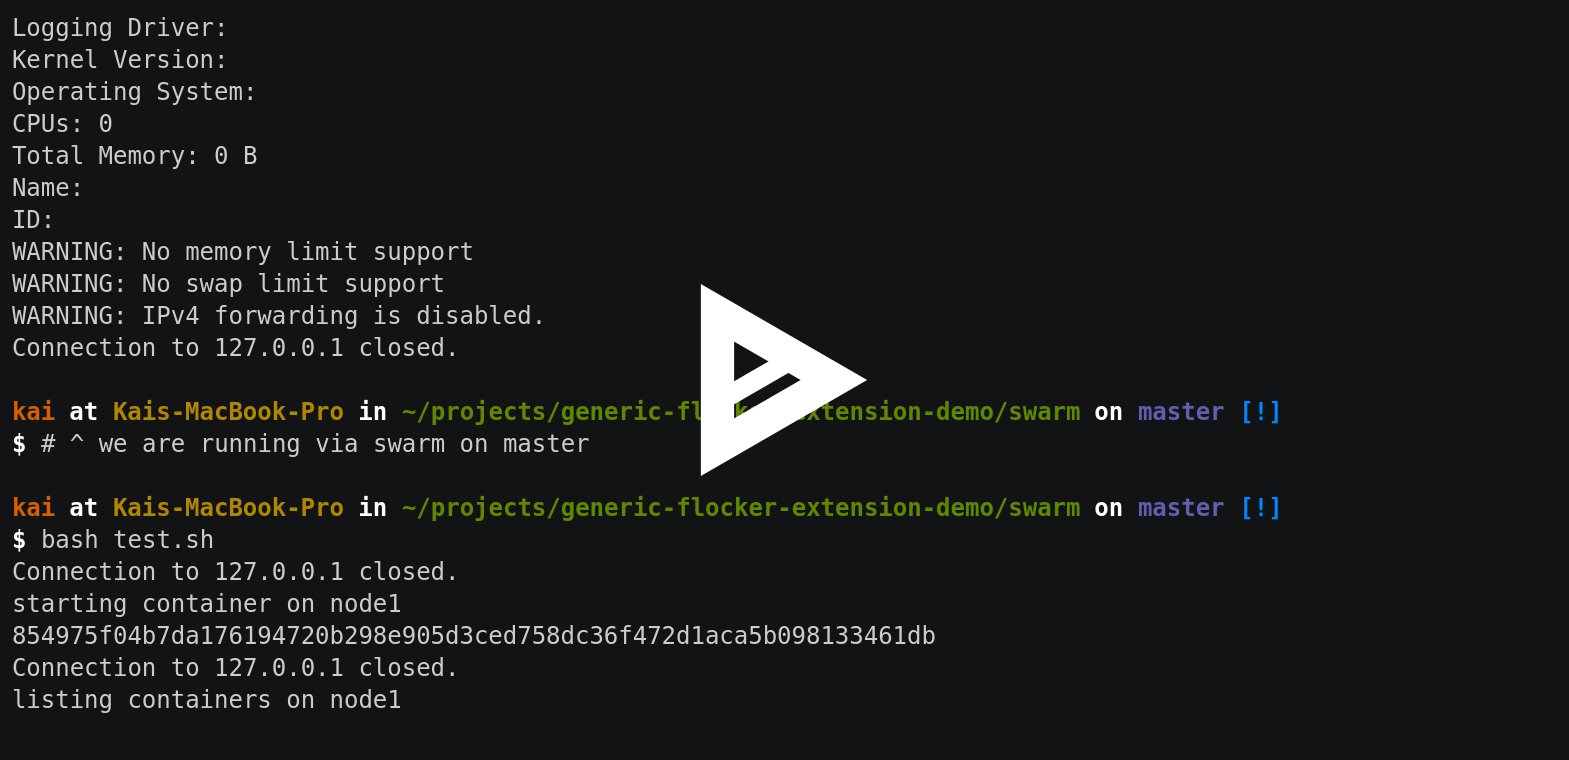 Logging Driver:
Kernel Version:
Operating System:
CPUs: 0
Total Memory: 0 B
Name:
ID:
WARNING: No memory limit support
WARNING: No swap limit support
WARNING: IPv4 forwarding is disabled.
Connection to 127.0.0.1 closed.
kai at Kais-MacBook-Pro in ~/projects/generic-flocker-extension-demo/swarm on master [!]
$ # ^ we are running via swarm on master
kai at Kais-MacBook-Pro in ~/projects/generic-flocker-extension-demo/swarm on master [!]
$ bash test.sh
Connection to 127.0.0.1 closed.
starting container on node1
854975f04b7da176194720b298e905d3ced758dc36f472d1aca5b098133461db
Connection to 127.0.0.1 closed.
listing containers on node1